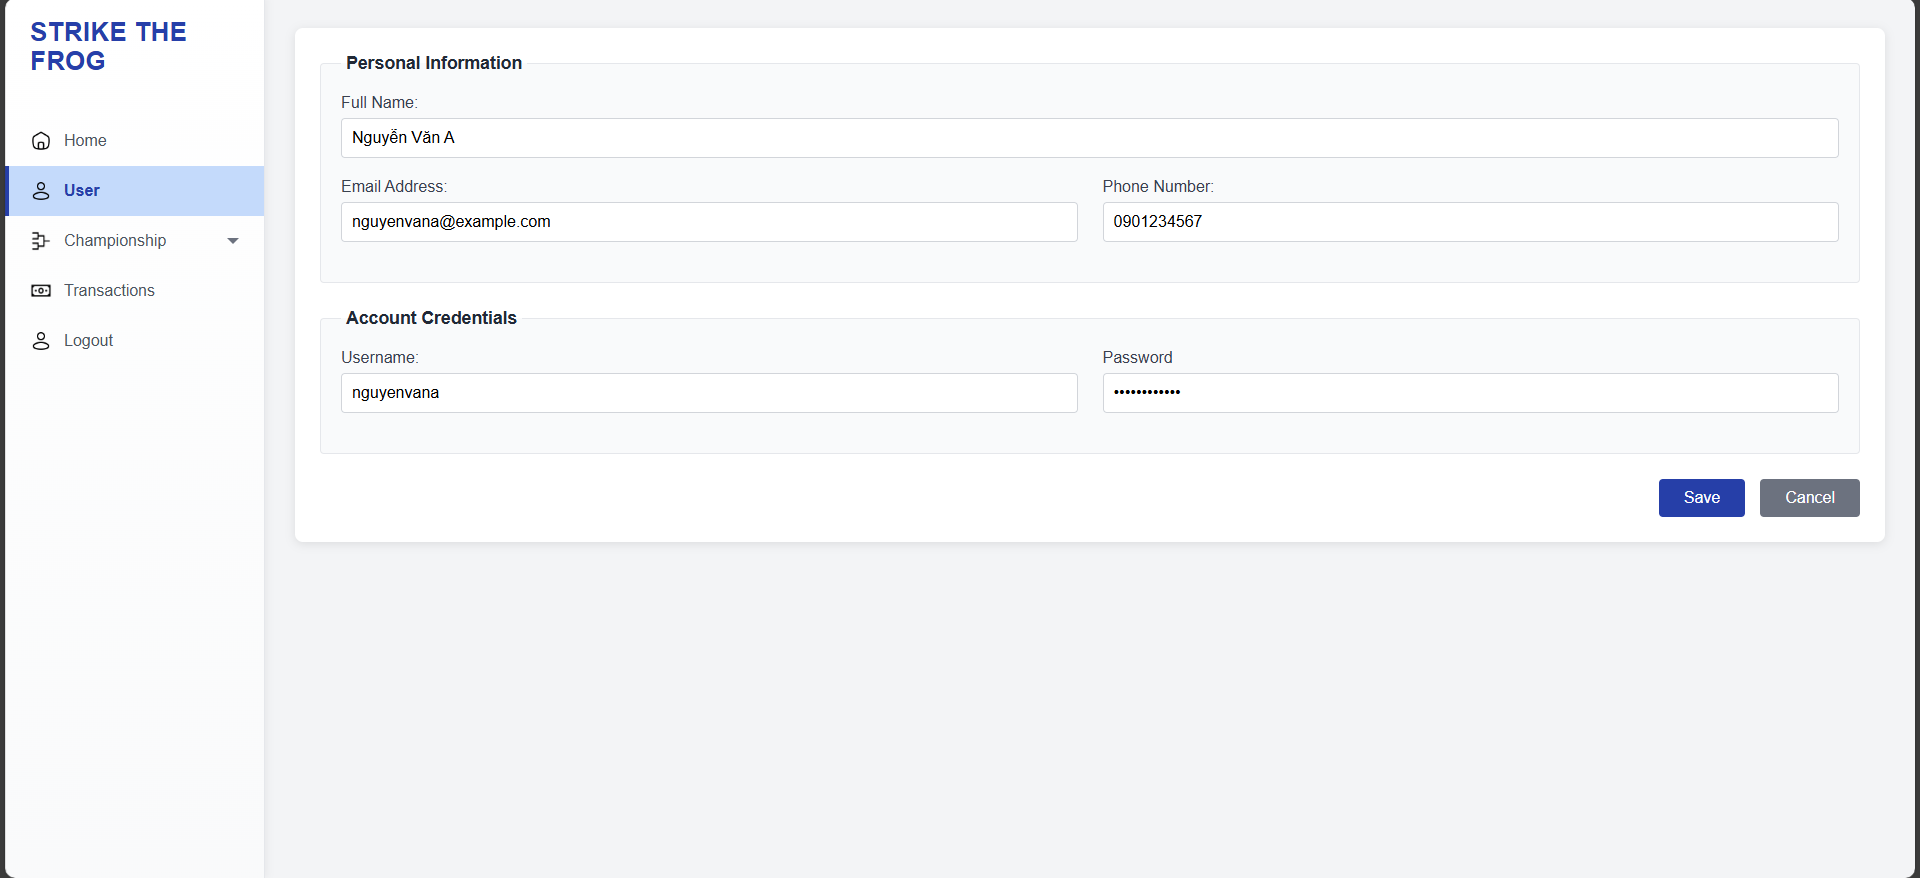 STRIKE THE
FROG
Home
User
Championship
Transactions
Logout
Personal Information
Full Name:
Nguyễn Văn A
Email Address:
Phone Number:
nguyenvana@example.com
0901234567
Account Credentials
Username:
Password
nguyenvana
••••••••••••
Save
Cancel